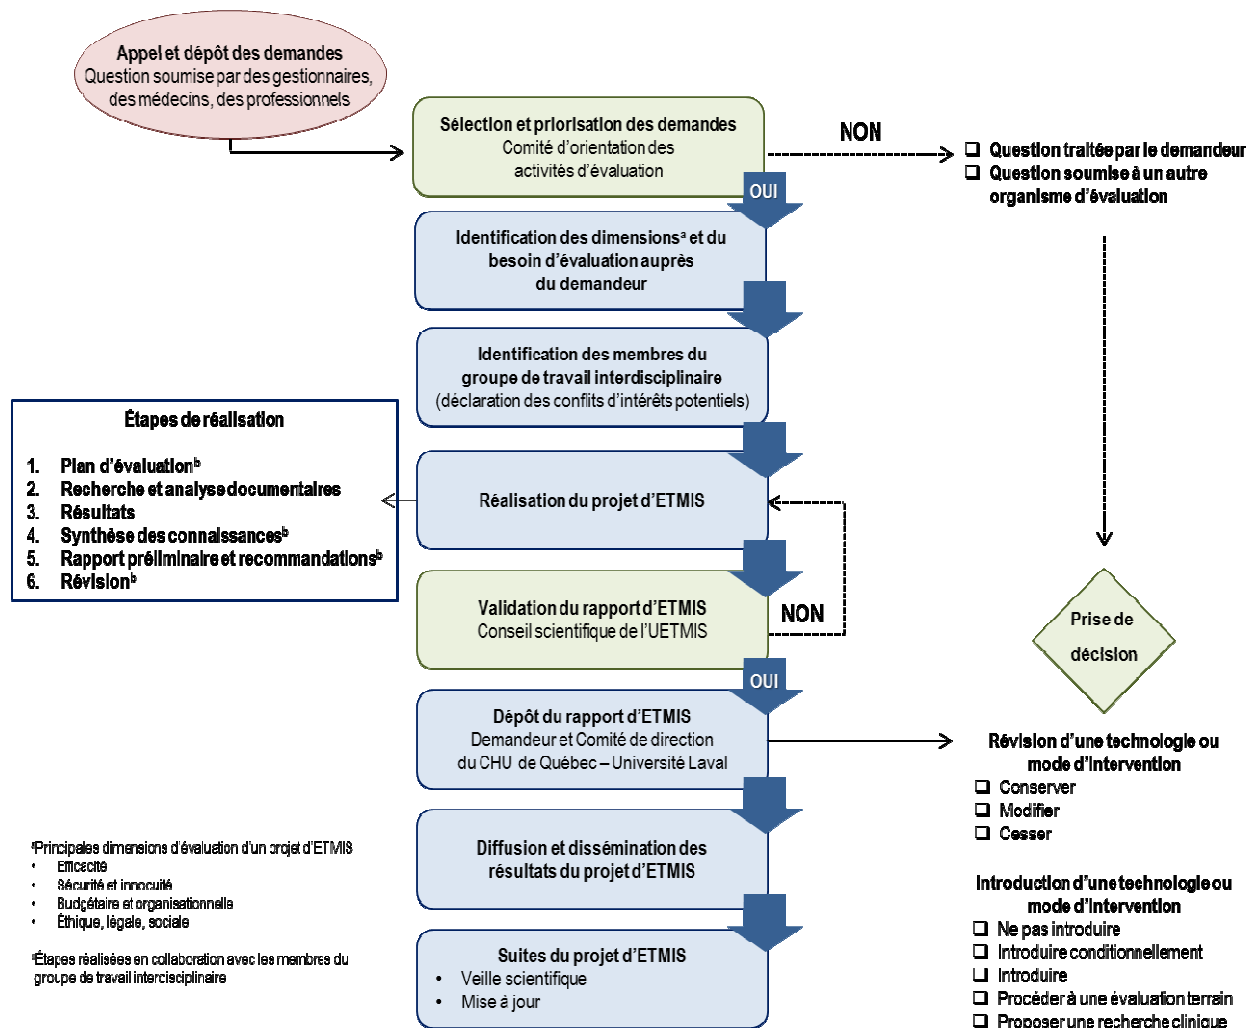 Appel et dépôt des demandes
Question soumise par des gestionnaires,
des médecins, des professionnels
Sélection et priorisation des demandes
Comité d'orientation des
activités d'évaluation
NON
❑ Question traitée par le demandeur
❑ Question soumise à un autre
organisme d'évaluation
OUI
Identification des dimensionsᵃ et du
besoin d'évaluation auprès
du demandeur
Identification des membres du
groupe de travail interdisciplinaire
(déclaration des conflits d'intérêts potentiels)
Étapes de réalisation
1. Plan d'évaluationᵇ
2. Recherche et analyse documentaires
3. Résultats
4. Synthèse des connaissancesᵇ
5. Rapport préliminaire et recommandationsᵇ
6. Révisionᵇ
Réalisation du projet d'ETMIS
Validation du rapport d'ETMIS
Conseil scientifique de l'UETMIS
NON
OUI
Prise de
décision
Dépôt du rapport d'ETMIS
Demandeur et Comité de direction
du CHU de Québec – Université Laval
Révision d'une technologie ou
mode d'intervention
❑ Conserver
❑ Modifier
❑ Cesser
Diffusion et dissémination des
résultats du projet d'ETMIS
Introduction d'une technologie ou
mode d'intervention
❑ Ne pas introduire
❑ Introduire conditionnellement
❑ Introduire
❑ Procéder à une évaluation terrain
❑ Proposer une recherche clinique
Suites du projet d'ETMIS
• Veille scientifique
• Mise à jour
ᵃPrincipales dimensions d'évaluation d'un projet d'ETMIS
• Efficacité
• Sécurité et innocuité
• Budgétaire et organisationnelle
• Éthique, légale, sociale
ᵇÉtapes réalisées en collaboration avec les membres du
groupe de travail interdisciplinaire